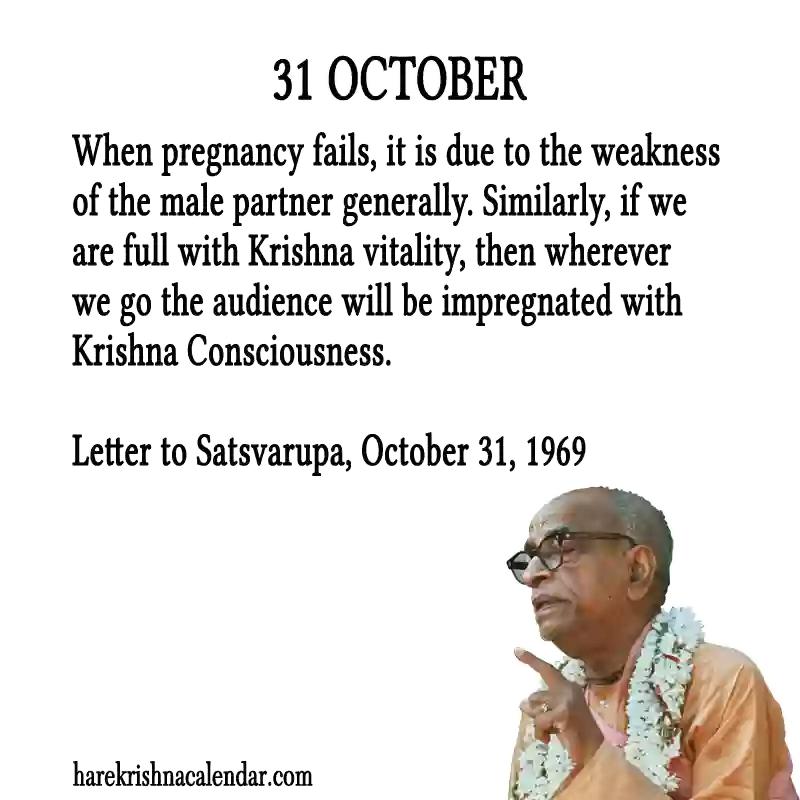 31 OCTOBER
When pregnancy fails, it is due to the weakness
of the male partner generally. Similarly, if we
are full with Krishna vitality, then wherever
we go the audience will be impregnated with
Krishna Consciousness.
Letter to Satsvarupa, October 31, 1969
harekrishnacalendar.com